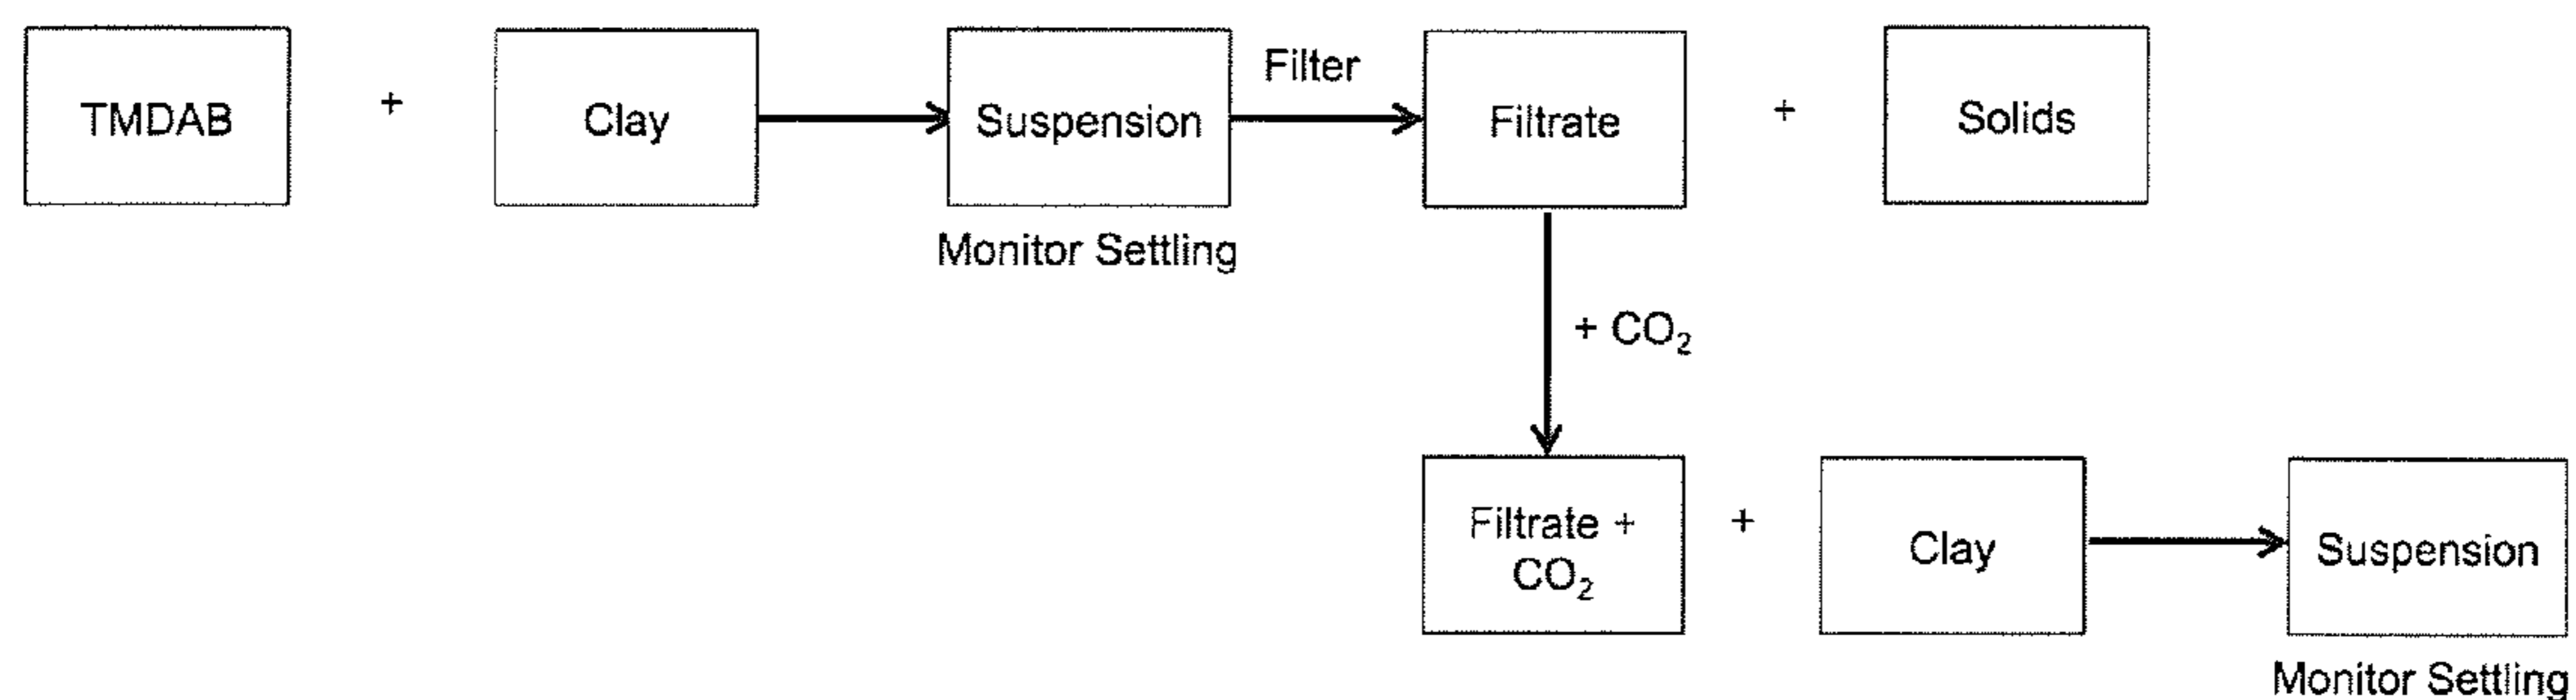 TMDAB
+
Clay
Suspension
Filter
Filtrate
+
Solids
Monitor Settling
+ CO₂
Filtrate +
CO₂
+
Clay
Suspension
Monitor Settling